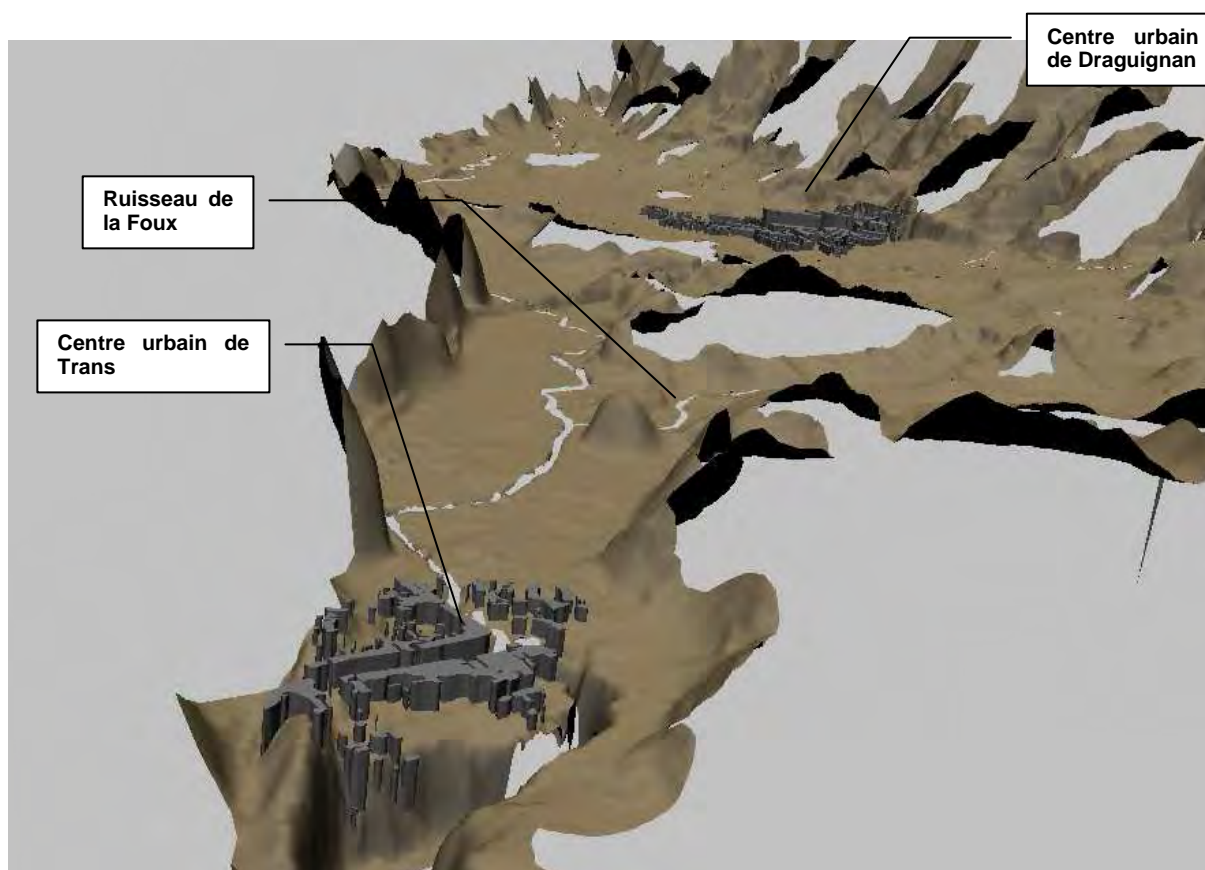 Centre urbain
de Draguignan
Ruisseau de
la Foux
Centre urbain de
Trans